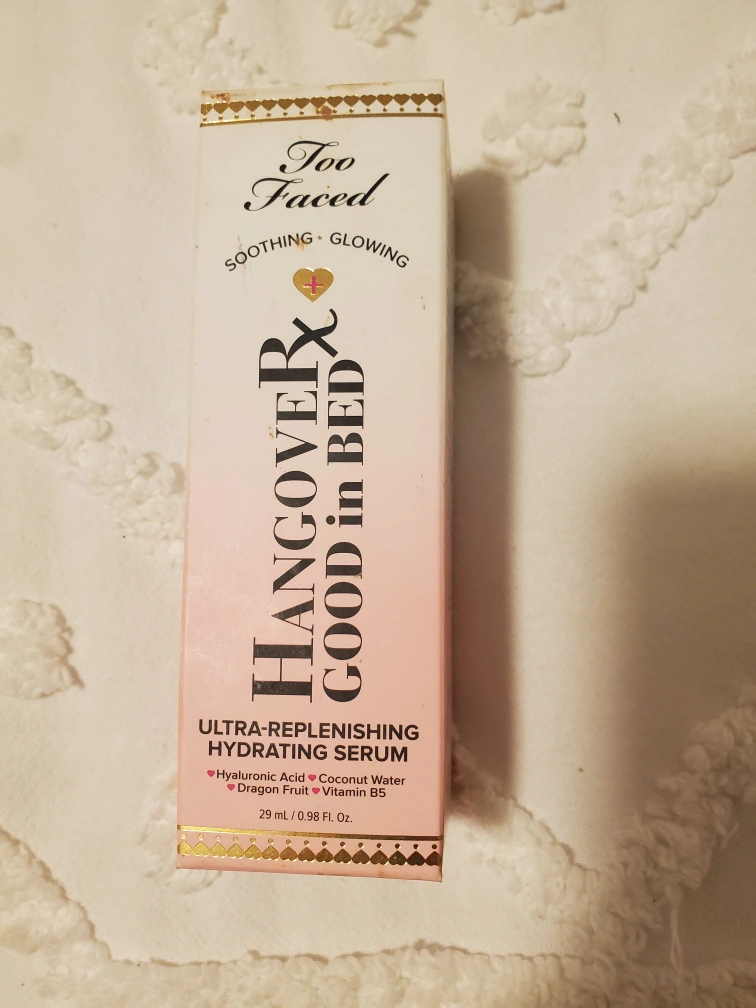 Too
Faced
SOOTHING · GLOWING
HANGOVERX
GOOD in BED
ULTRA-REPLENISHING
HYDRATING SERUM
Hyaluronic Acid Coconut Water
Dragon Fruit Vitamin B5
29 mL / 0.98 Fl. Oz.